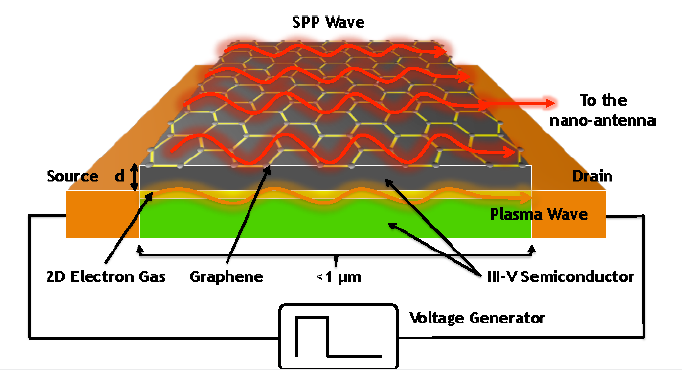 SPP Wave
To the
nano-antenna
Source
d
Drain
Plasma Wave
2D Electron Gas
Graphene
<1 µm
III-V Semiconductor
Voltage Generator